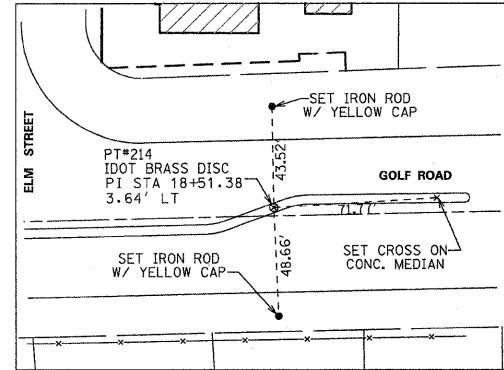 SET IRON ROD
W/ YELLOW CAP
ELM STREET
PT#214
IDOT BRASS DISC
PI STA 18+51.38
3.64' LT
43.52'
GOLF ROAD
71.77'
SET IRON ROD
W/ YELLOW CAP
48.66'
SET CROSS ON
CONC. MEDIAN